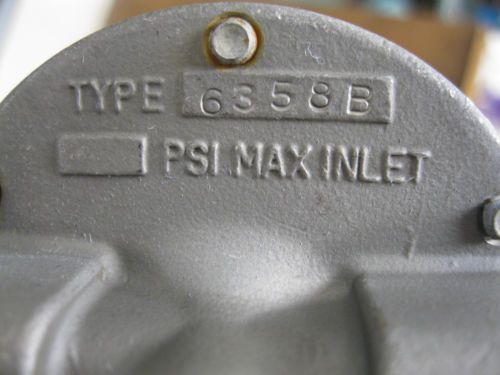 TYPE 6358B
PSI MAX INLET